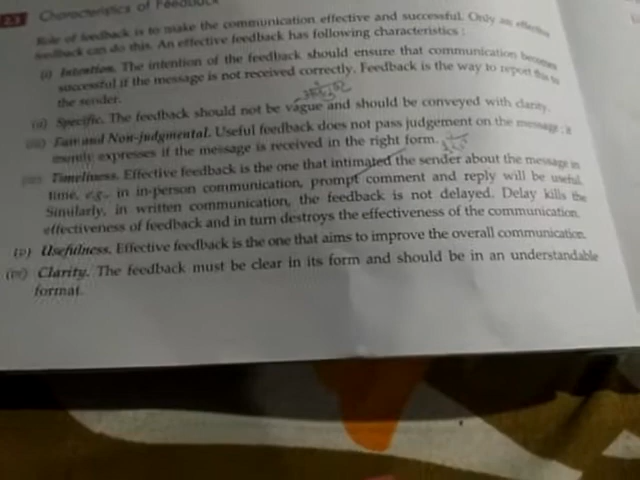 2.3 Characteristics of Feedback
Role of feedback is to make the communication effective and successful. Only an effective
feedback can do this. An effective feedback has following characteristics :
(i) Intention. The intention of the feedback should ensure that communication becomes
successful if the message is not received correctly. Feedback is the way to report this to
the sender.
(ii) Specific. The feedback should not be vague and should be conveyed with clarity.
(iii) Fair and Non-judgmental. Useful feedback does not pass judgement on the message, it
merely expresses if the message is received in the right form.
Timeliness. Effective feedback is the one that intimated the sender about the message in
time, e.g., in in-person communication, prompt comment and reply will be useful.
Similarly, in written communication, the feedback is not delayed. Delay kills the
effectiveness of feedback and in turn destroys the effectiveness of the communication.
(v) Usefulness. Effective feedback is the one that aims to improve the overall communication.
(vi) Clarity. The feedback must be clear in its form and should be in an understandable
format.